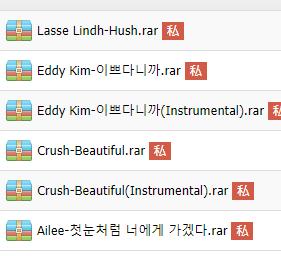 Lasse Lindh-Hush.rar 私
Eddy Kim-이쁘다니까.rar 私
Eddy Kim-이쁘다니까(Instrumental).rar 私
Crush-Beautiful.rar 私
Crush-Beautiful(Instrumental).rar 私
Ailee-첫눈처럼 너에게 가겠다.rar 私